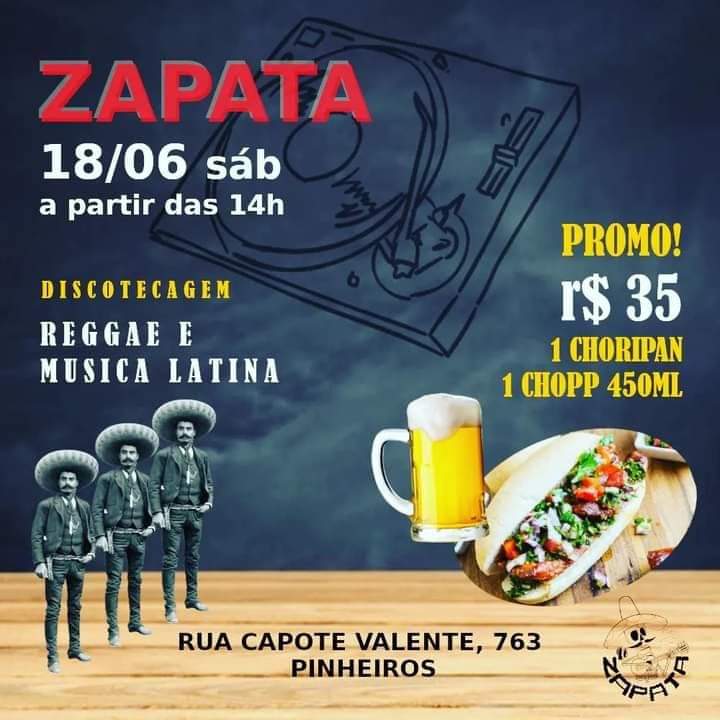 ZAPATA
18/06 sáb
a partir das 14h
DISCOTECAGEM
REGGAE E
MUSICA LATINA
PROMO!
r$ 35
1 CHORIPAN
1 CHOPP 450ML
RUA CAPOTE VALENTE, 763
PINHEIROS
ZAPATA